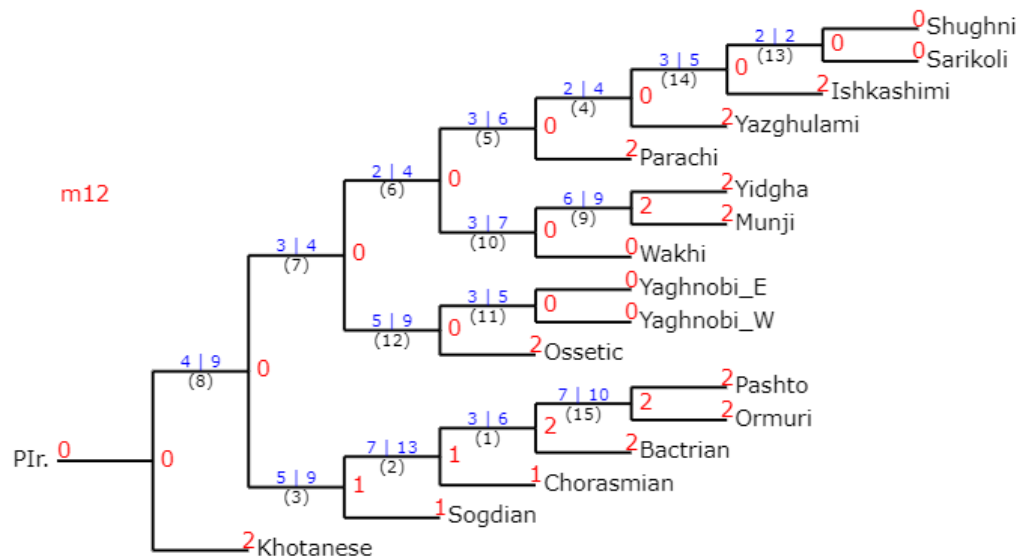 0 Shughni
2 | 2
0
(13)
0 Sarikoli
3 | 5
0
(14)
2 Ishkashimi
2 | 4
0
(4)
2 Yazghulami
3 | 6
0
(5)
2 Parachi
2 | 4
0
(6)
m12
6 | 9
2 Yidgha
2
(9)
2 Munji
3 | 7
0
(10)
0 Wakhi
3 | 4
0
(7)
3 | 5
0 Yaghnobi_E
0
(11)
0 Yaghnobi_W
5 | 9
0
(12)
2 Ossetic
4 | 9
0
(8)
7 | 10
2 Pashto
2
(15)
2 Ormuri
3 | 6
2
(1)
2 Bactrian
7 | 13
1
(2)
1 Chorasmian
5 | 9
1
(3)
1 Sogdian
PIr. 0
0
2 Khotanese